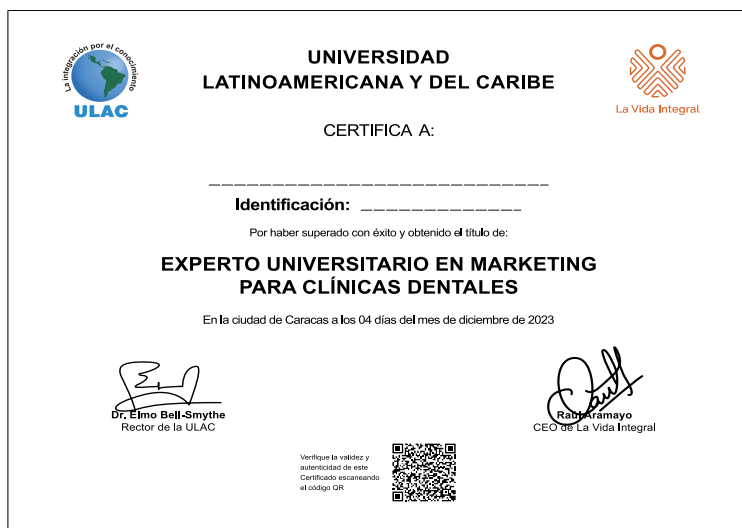 La integración por el conocimiento
ULAC
UNIVERSIDAD
LATINOAMERICANA Y DEL CARIBE
La Vida Integral
CERTIFICA A:
Identificación:
Por haber superado con éxito y obtenido el título de:
EXPERTO UNIVERSITARIO EN MARKETING
PARA CLÍNICAS DENTALES
En la ciudad de Caracas a los 04 días del mes de diciembre de 2023
Dr. Elmo Bell-Smythe
Rector de la ULAC
Raúl Aramayo
CEO de La Vida Integral
Verifique la validez y
autenticidad de este
Certificado escaneando
el código QR